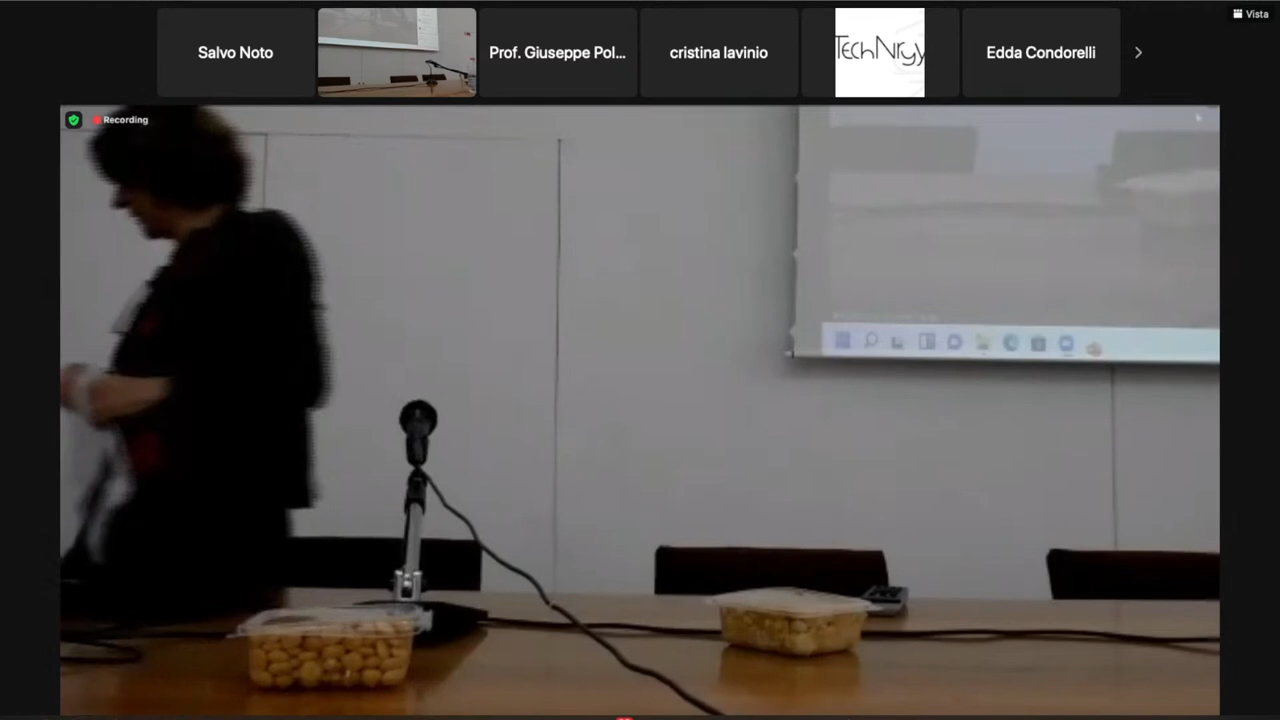 Vista
Salvo Noto
Prof. Giuseppe Pol...
cristina lavinio
TechNrgy
Edda Condorelli
Recording